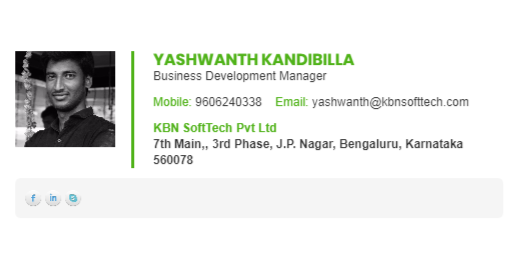 YASHWANTH KANDIBILLA
Business Development Manager
Mobile: 9606240338 Email: yashwanth@kbnsofttech.com
KBN SoftTech Pvt Ltd
7th Main,, 3rd Phase, J.P. Nagar, Bengaluru, Karnataka
560078
f in S